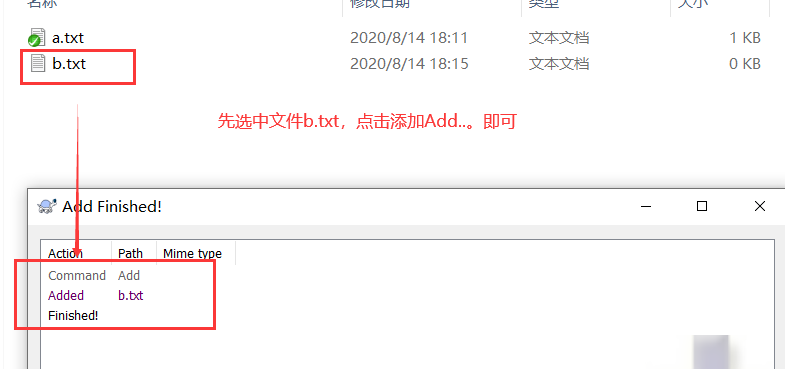 名称 修改日期 类型 大小
a.txt 2020/8/14 18:11 文本文档 1 KB
b.txt 2020/8/14 18:15 文本文档 0 KB
先选中文件b.txt，点击添加Add..。即可
Add Finished!
Action Path Mime type
Command Add
Added b.txt
Finished!